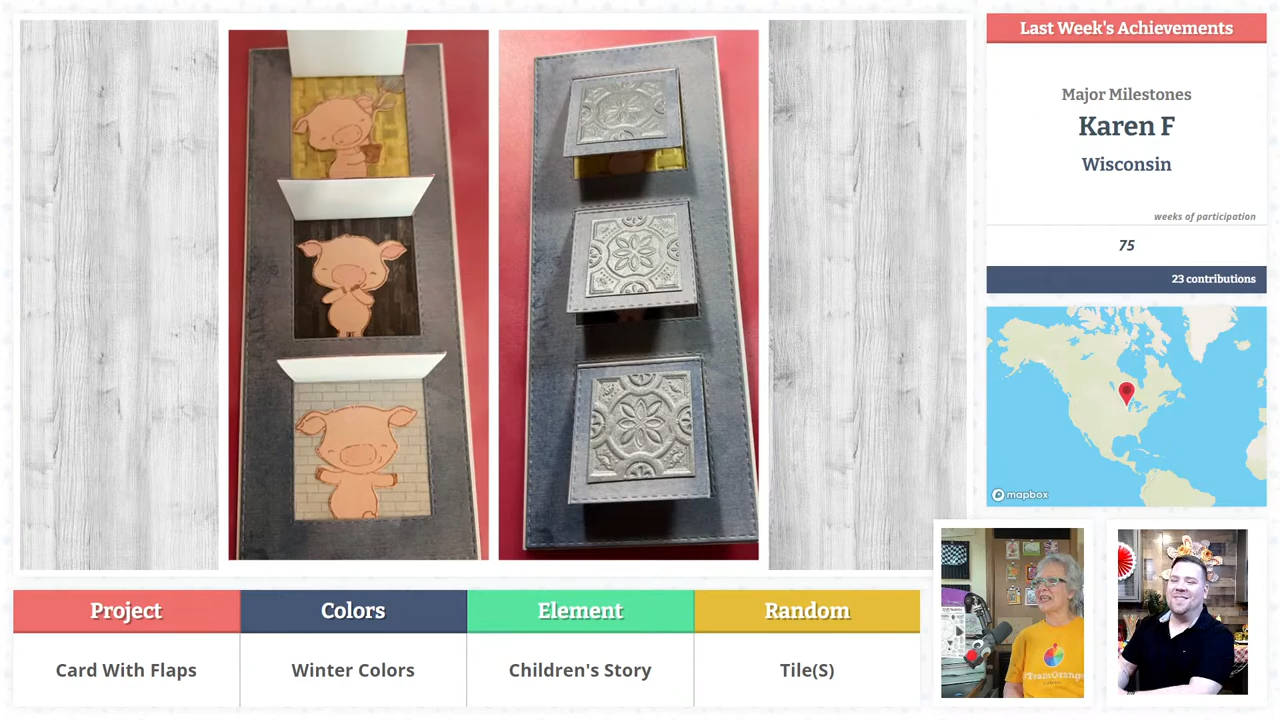 Last Week's Achievements
Major Milestones
Karen F
Wisconsin
weeks of participation
75
23 contributions
mapbox
Project
Colors
Element
Random
Card With Flaps
Winter Colors
Children's Story
Tile(S)
#TeamOrange